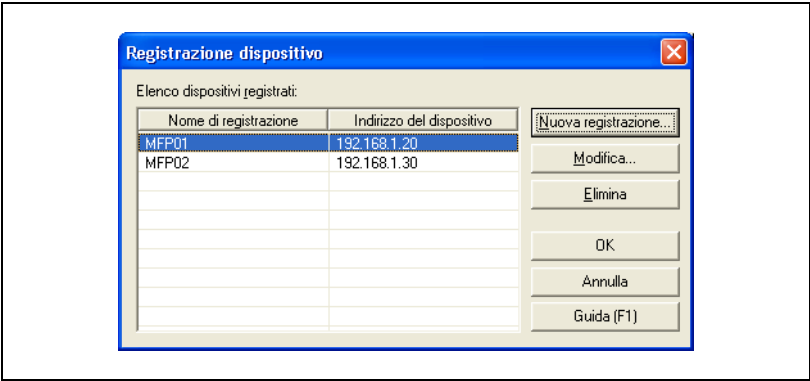 Registrazione dispositivo
Elenco dispositivi registrati:
Nome di registrazione Indirizzo del dispositivo
MFP01 192.168.1.20
MFP02 192.168.1.30
Nuova registrazione...
Modifica...
Elimina
OK
Annulla
Guida (F1)